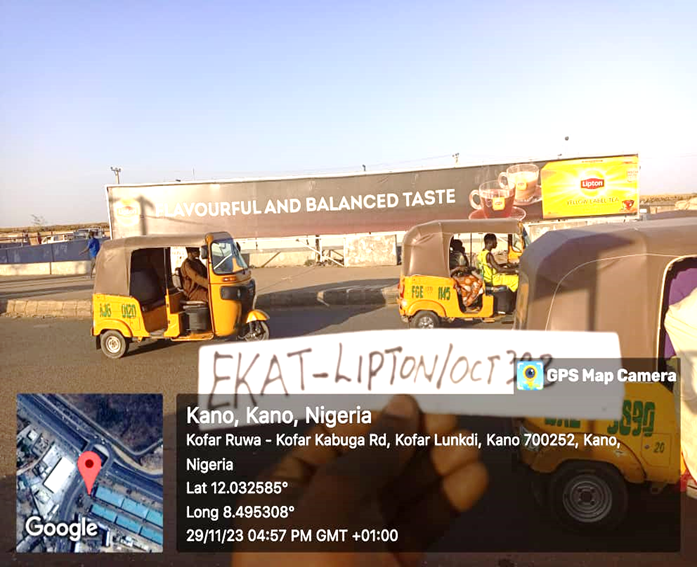 FLAVOURFUL AND BALANCED TASTE
Lipton
EKAT-LIPTON/OCT
GPS Map Camera
Kano, Kano, Nigeria
Kofar Ruwa - Kofar Kabuga Rd, Kofar Lunkdi, Kano 700252, Kano,
Nigeria
Lat 12.032585°
Long 8.495308°
29/11/23 04:57 PM GMT +01:00
Google